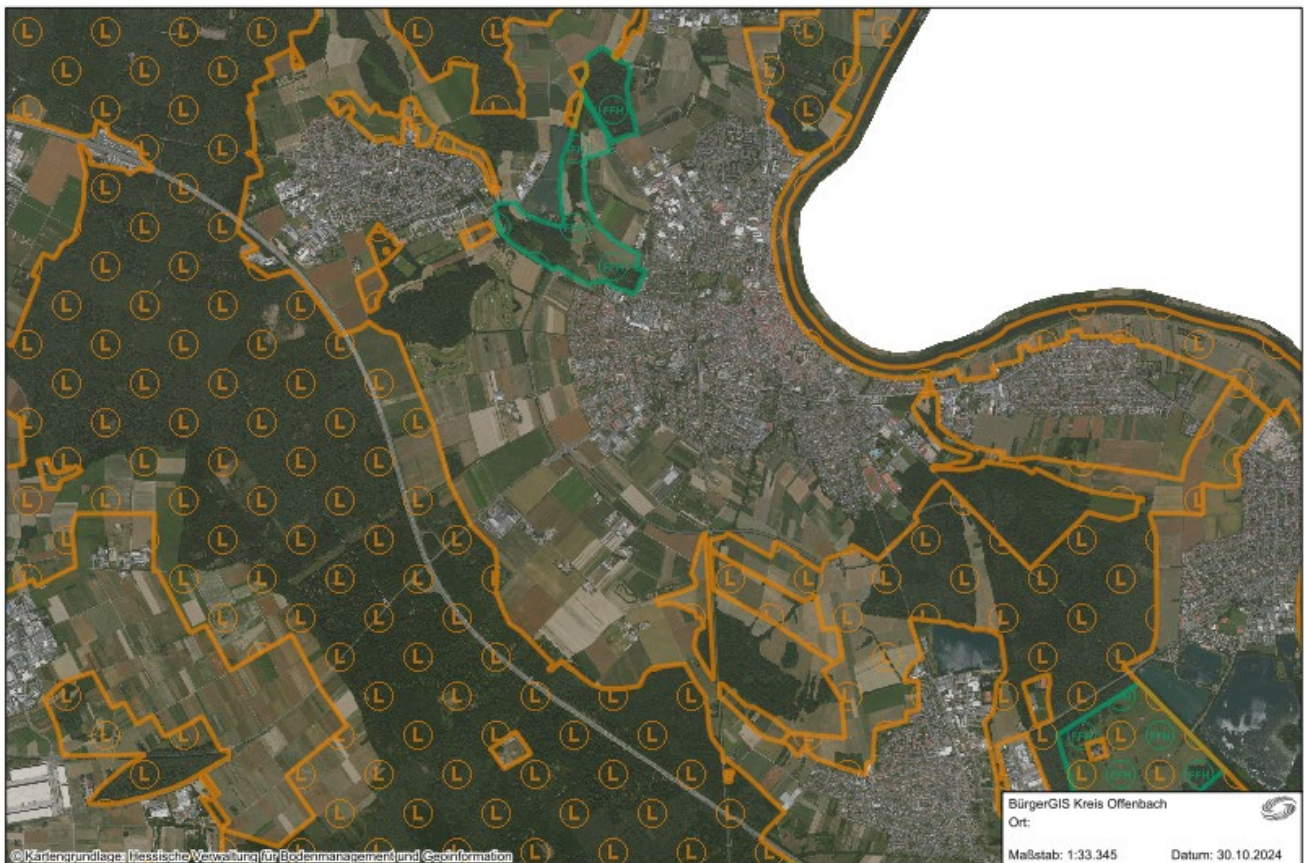 BürgerGIS Kreis Offenbach
Ort:
Maßstab: 1:33.345 Datum: 30.10.2024
© Kartengrundlage: Hessische Verwaltung für Bodenmanagement und Geoinformation
L
FFH